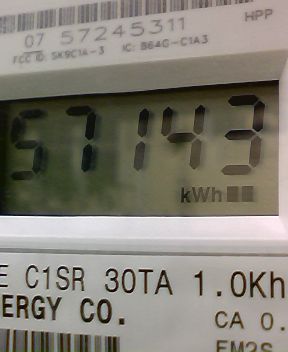 07 57245311 HPP
FCC ID: SK9C1A-3 IC: 864G-C1A3
57143
kWh
E C1SR 30TA 1.0Kh
ERGY CO.
CA 0.
EM2S